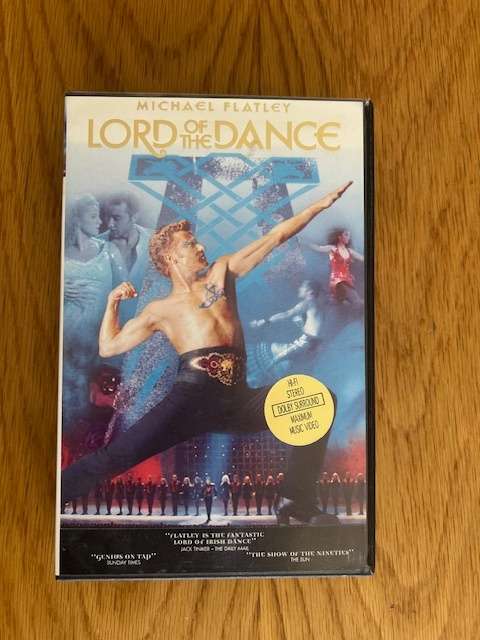 MICHAEL FLATLEY
LORD OF THE DANCE
HI-FI
STEREO
DOLBY SURROUND
MAXIMUM
MUSIC VIDEO
"FLATLEY IS THE FANTASTIC
LORD OF IRISH DANCE"
JACK TINKER - THE DAILY MAIL
"GENIUS ON TAP"
SUNDAY TIMES
"THE SHOW OF THE NINETIES"
THE SUN